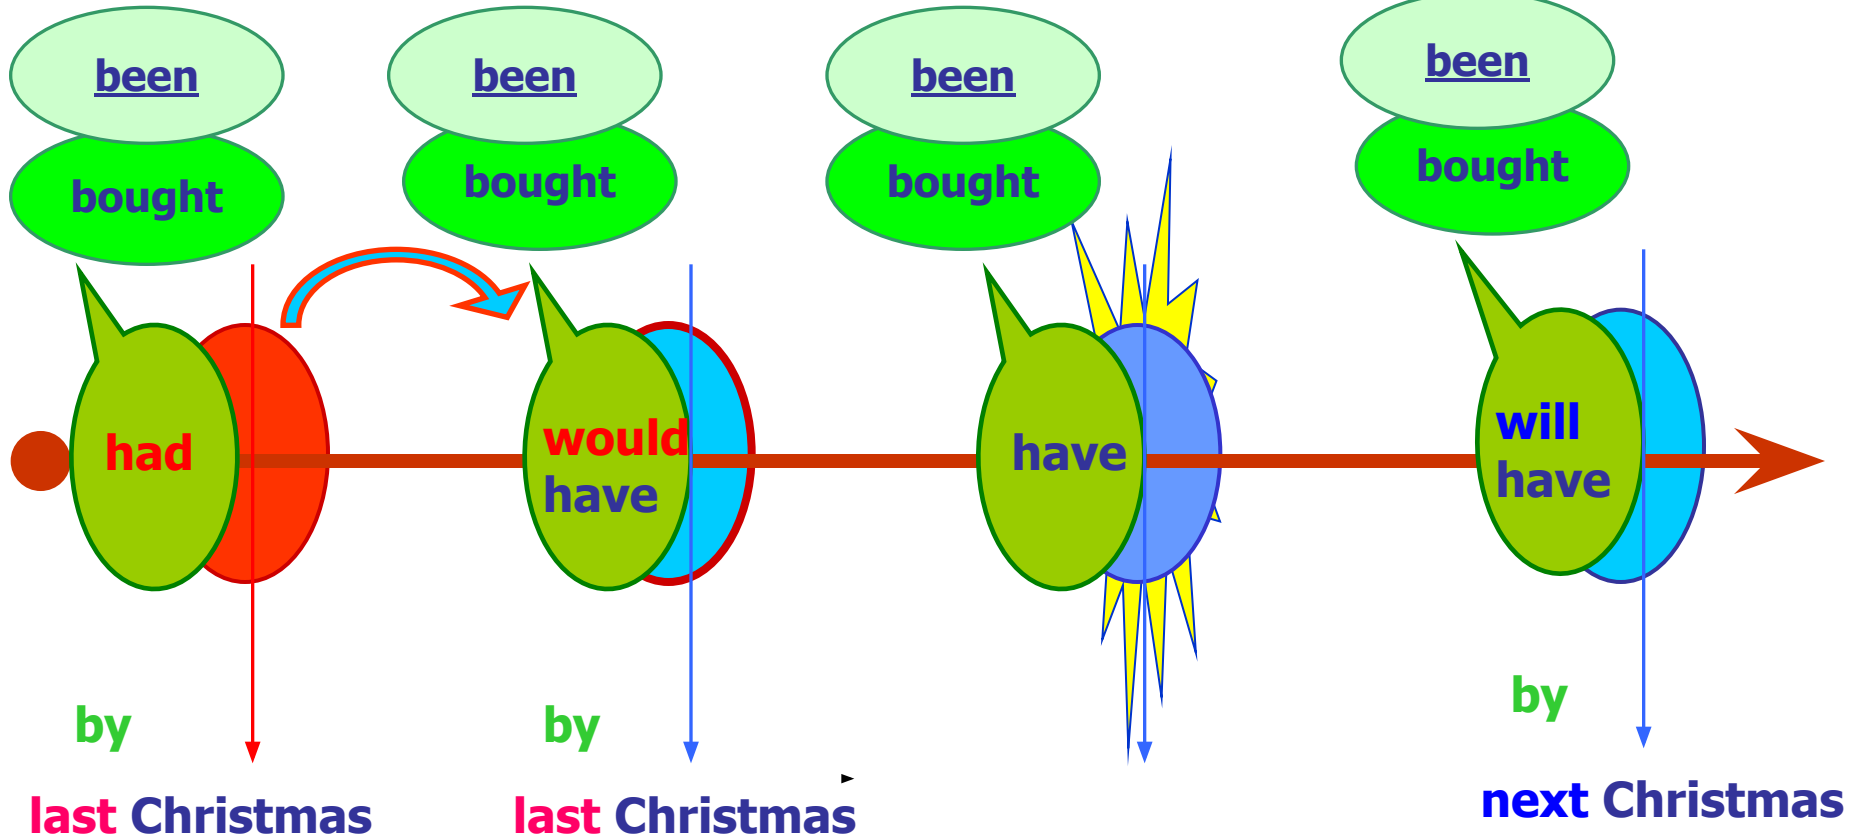 been
been
been
been
bought
bought
bought
bought
had
would
have
have
will
have
by
by
by
last Christmas
last Christmas
next Christmas